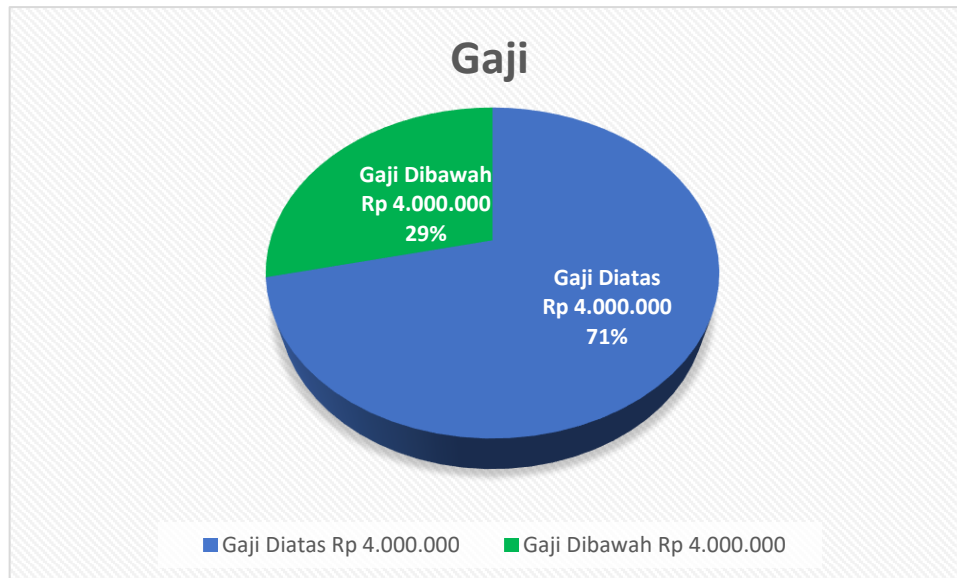 Gaji
Gaji Dibawah
Rp 4.000.000
29%
Gaji Diatas
Rp 4.000.000
71%
Gaji Diatas Rp 4.000.000
Gaji Dibawah Rp 4.000.000